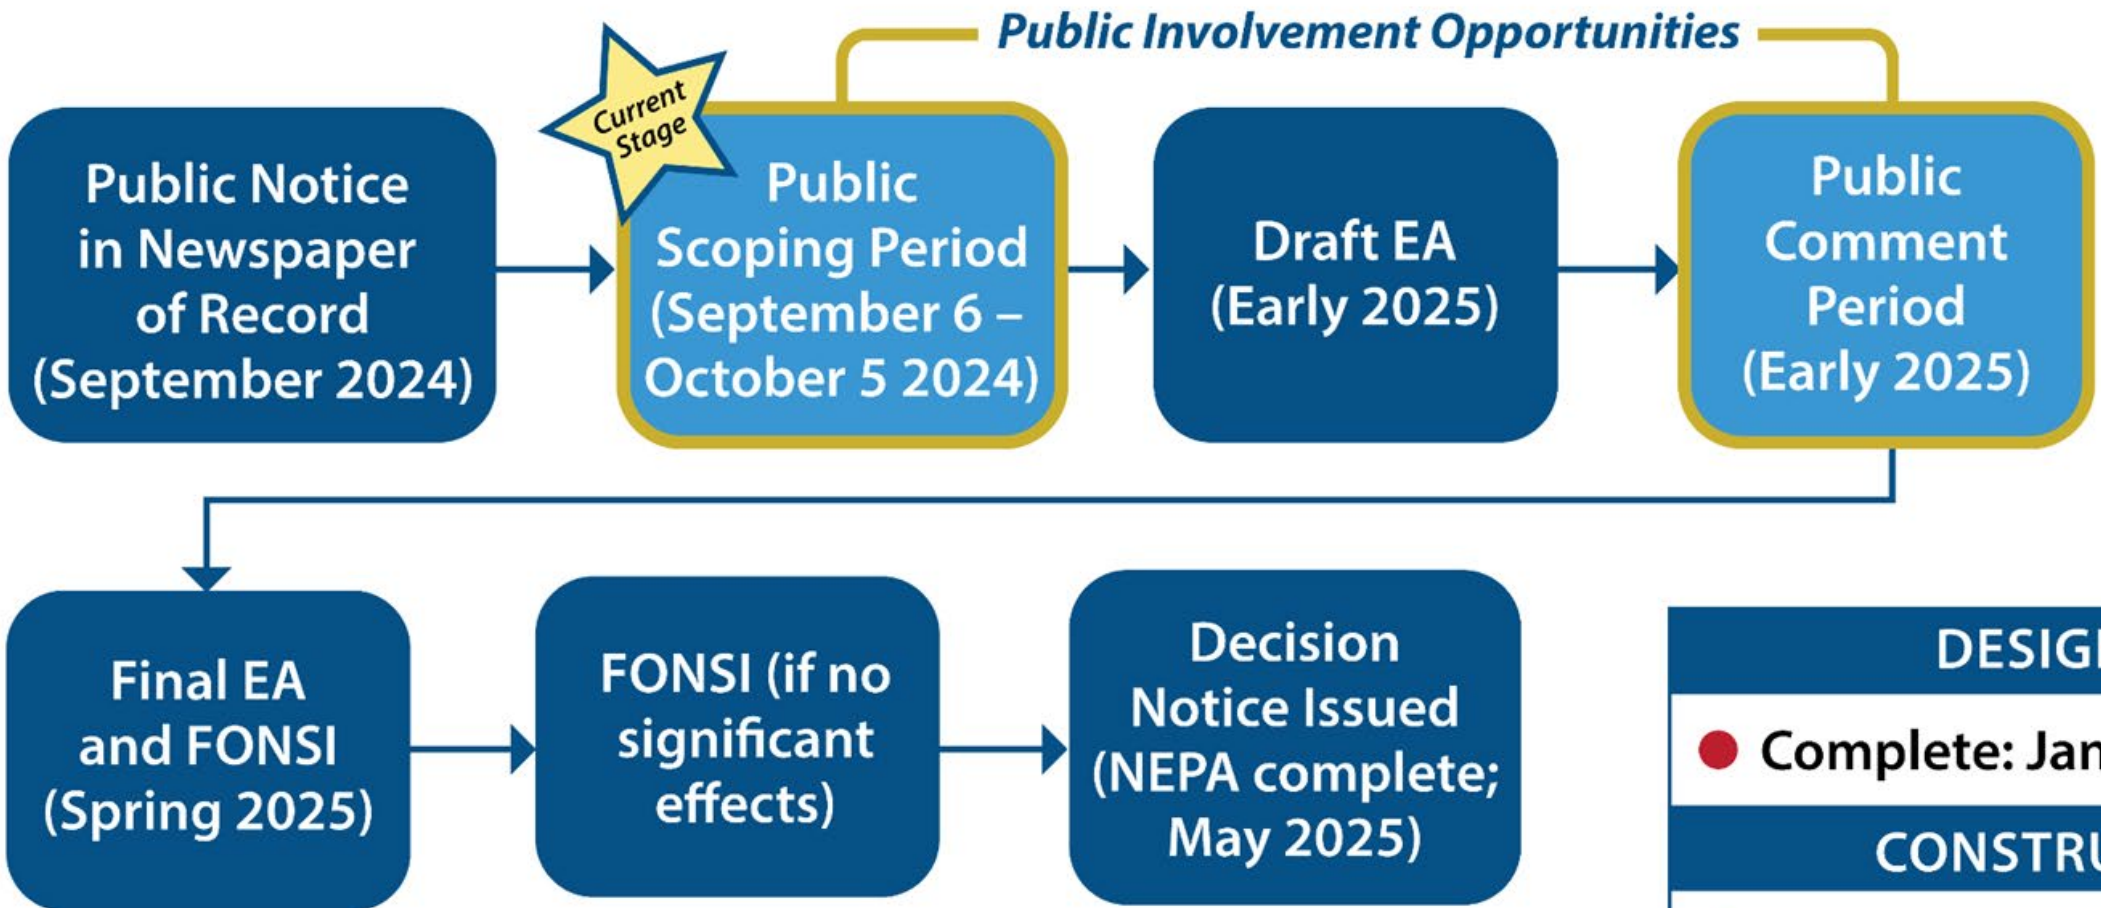 Public Involvement Opportunities
Current
Stage
Public Notice
in Newspaper
of Record
(September 2024)
Public
Scoping Period
(September 6 –
October 5 2024)
Draft EA
(Early 2025)
Public
Comment
Period
(Early 2025)
Final EA
and FONSI
(Spring 2025)
FONSI (if no
significant
effects)
Decision
Notice Issued
(NEPA complete;
May 2025)
Complete: